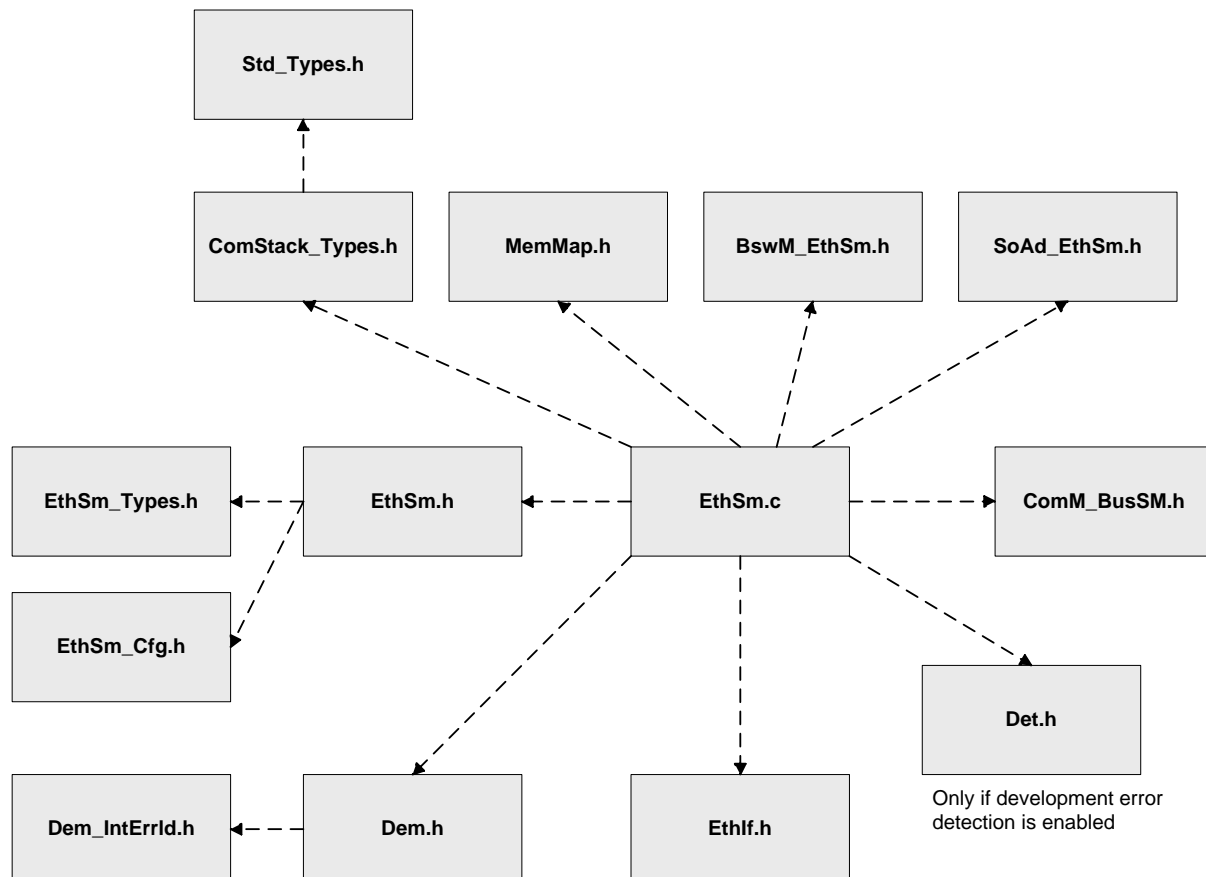 Std_Types.h
ComStack_Types.h
MemMap.h
BswM_EthSm.h
SoAd_EthSm.h
EthSm_Types.h
EthSm.h
EthSm.c
ComM_BusSM.h
EthSm_Cfg.h
Det.h
Only if development error
detection is enabled
Dem_IntErrId.h
Dem.h
EthIf.h